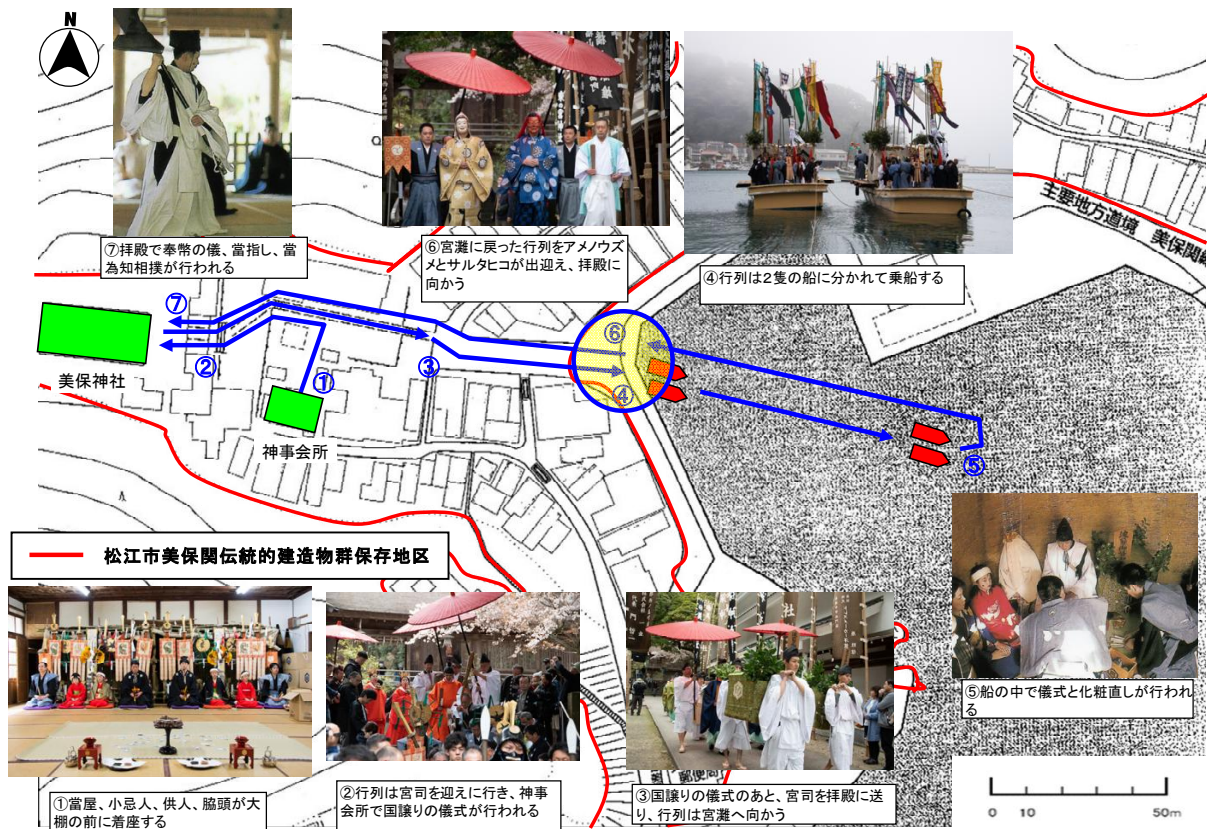 N
⑦拝殿で奉幣の儀、當指し、當
為知相撲が行われる
⑥宮灘に戻った行列をアメノウズ
メとサルタヒコが出迎え、拝殿に
向かう
④行列は2隻の船に分かれて乗船する
主要地方道境 美保関線
⑦
②
①
③
⑥
④
⑤
美保神社
神事会所
松江市美保関伝統的建造物群保存地区
⑤船の中で儀式と化粧直しが行われ
る
①當屋、小忌人、供人、脇頭が大
棚の前に着座する
②行列は宮司を迎えに行き、神事
会所で国譲りの儀式が行われる
③国譲りの儀式のあと、宮司を拝殿に送
り、行列は宮灘へ向かう
郵便局
社
0 10 50m